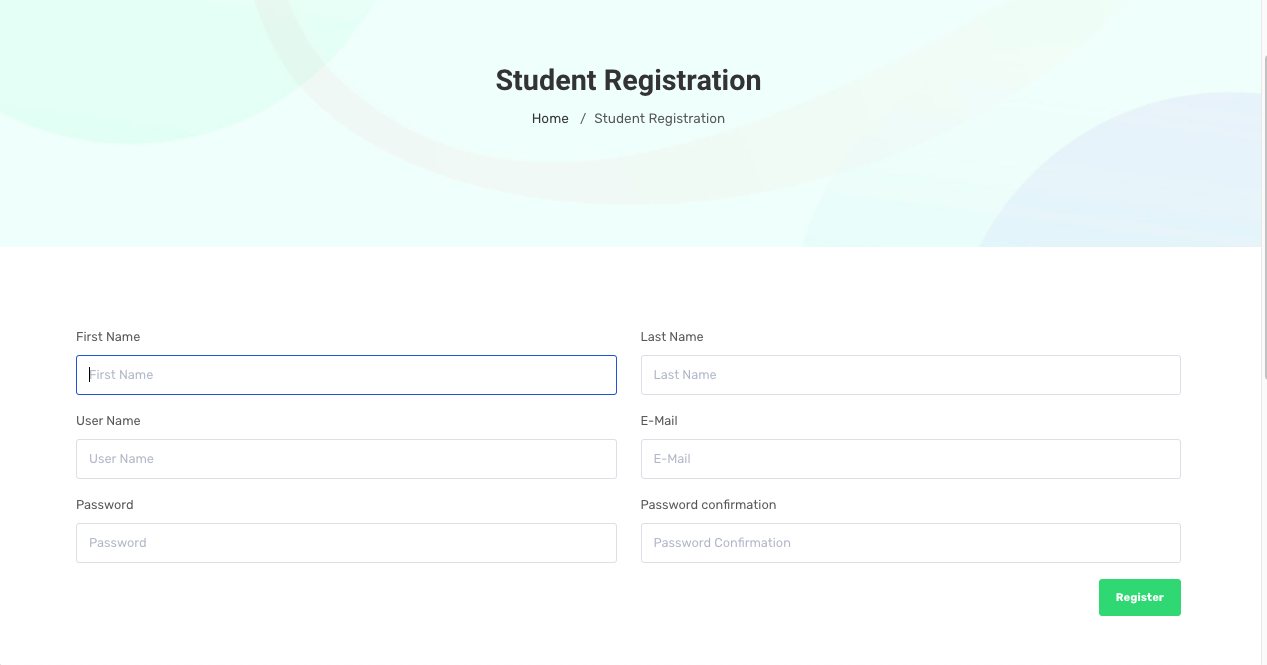 Student Registration
Home / Student Registration
First Name
Last Name
First Name
Last Name
User Name
E-Mail
User Name
E-Mail
Password
Password confirmation
Password
Password Confirmation
Register